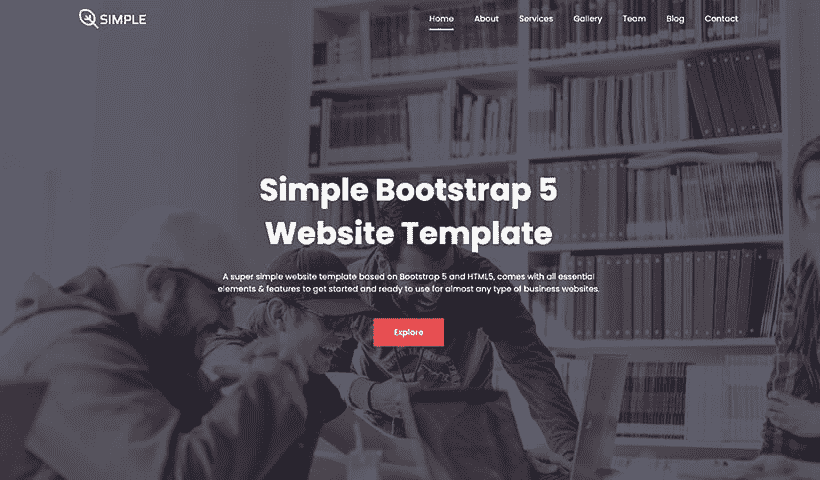 SIMPLE
Home About Services Gallery Team Blog Contact
Simple Bootstrap 5
Website Template
A super simple website template based on Bootstrap 5 and HTML5, comes with all essential
elements & features to get started and ready to use for almost any type of business websites.
Explore